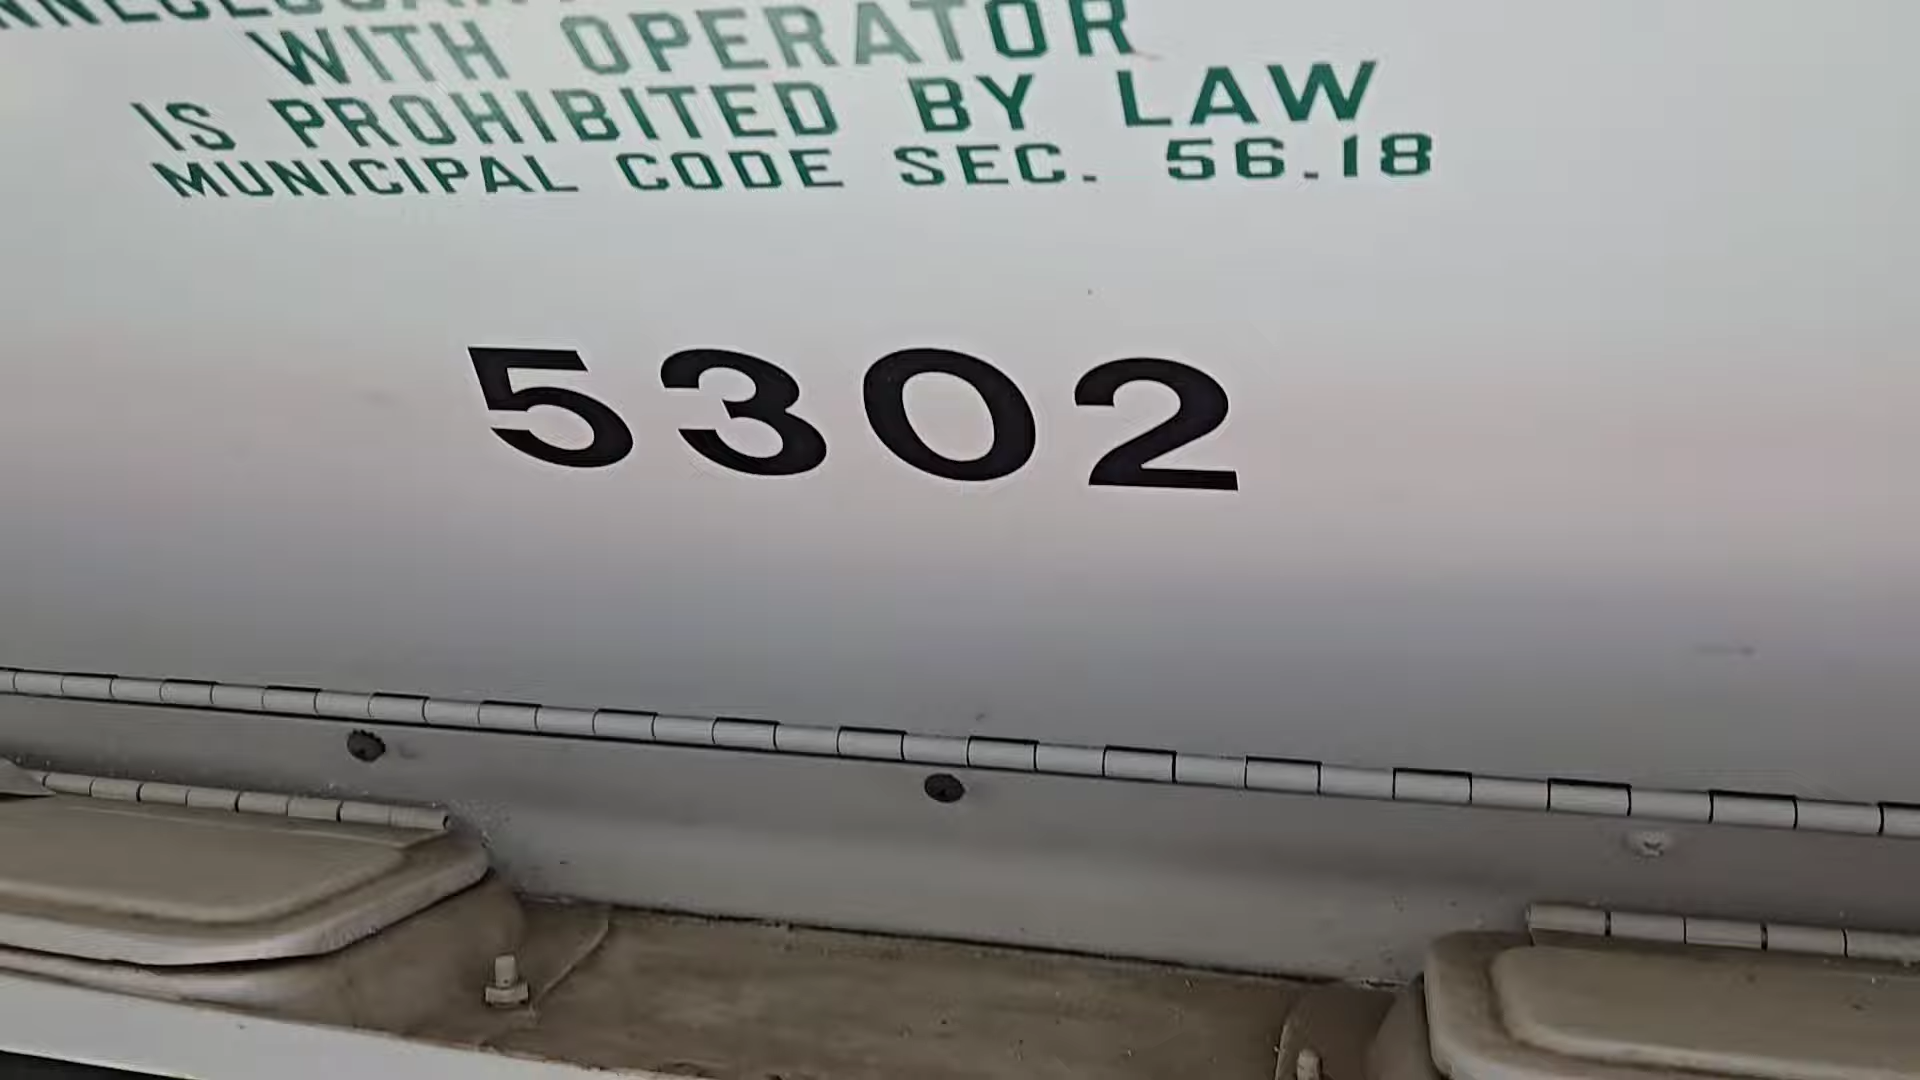 WITH OPERATOR
IS PROHIBITED BY LAW
MUNICIPAL CODE SEC. 56.18
5302